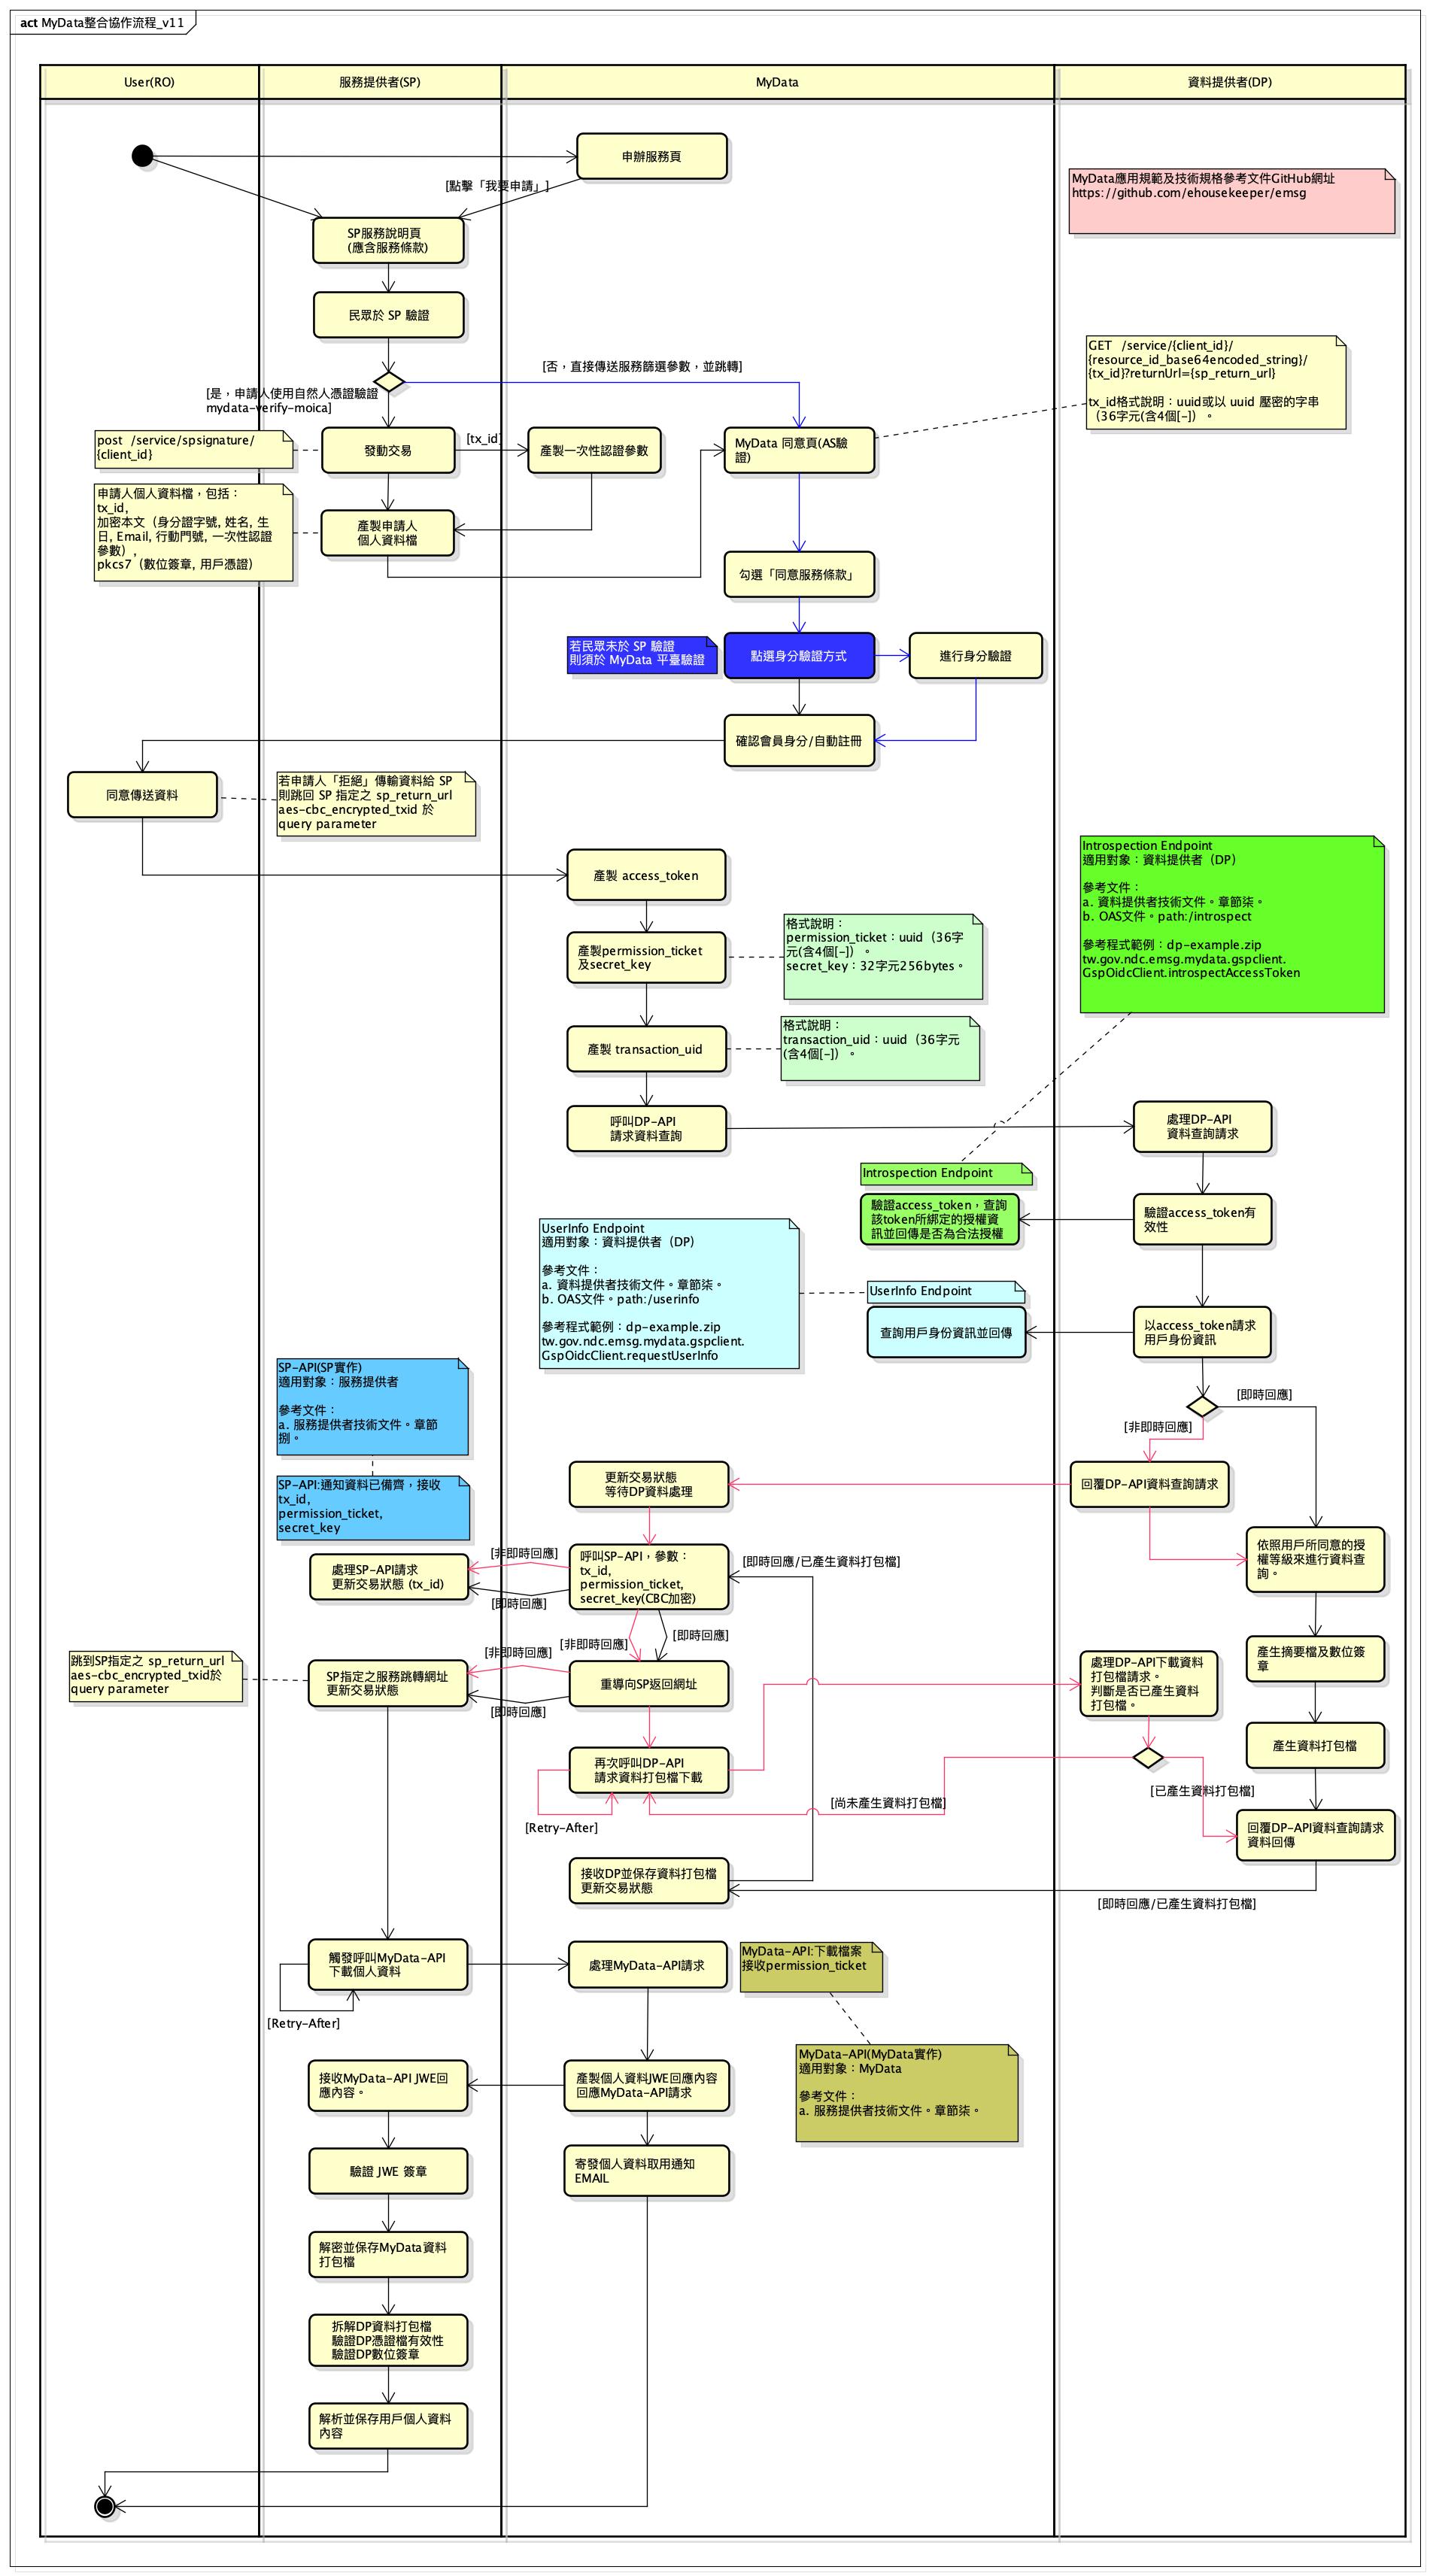 act MyData整合協作流程_v11
User(RO)
服務提供者(SP)
MyData
資料提供者(DP)
申辦服務頁
[點擊「我要申請」]
MyData應用規範及技術規格參考文件GitHub網址
https://github.com/ehousekeeper/emsg
SP服務說明頁
(應含服務條款)
民眾於 SP 驗證
[否，直接傳送服務篩選參數，並跳轉]
[是，申請人使用自然人憑證驗證
mydata-verify-moica]
GET /service/{client_id}/
{resource_id_base64encoded_string}/
{tx_id}?returnUrl={sp_return_url}
tx_id格式說明：uuid或以 uuid 壓密的字串
（36字元(含4個[-]）。
post /service/spsignature/
{client_id}
發動交易
[tx_id]
產製一次性認證參數
MyData 同意頁(AS驗
證)
申請人個人資料檔，包括：
tx_id,
加密本文（身分證字號, 姓名, 生
日, Email, 行動門號, 一次性認證
參數）,
pkcs7（數位簽章, 用戶憑證）
產製申請人
個人資料檔
勾選「同意服務條款」
若民眾未於 SP 驗證
則須於 MyData 平臺驗證
點選身分驗證方式
進行身分驗證
確認會員身分/自動註冊
同意傳送資料
若申請人「拒絕」傳輸資料給 SP
則跳回 SP 指定之 sp_return_url
aes-cbc_encrypted_txid 於
query parameter
產製 access_token
產製permission_ticket
及secret_key
格式說明：
permission_ticket：uuid（36字
元(含4個[-]）。
secret_key：32字元256bytes。
Introspection Endpoint
適用對象：資料提供者（DP）
參考文件：
a. 資料提供者技術文件。章節柒。
b. OAS文件。path:/introspect
參考程式範例：dp-example.zip
tw.gov.ndc.emsg.mydata.gspclient.
GspOidcClient.introspectAccessToken
產製 transaction_uid
格式說明：
transaction_uid：uuid（36字元
(含4個[-]）。
呼叫DP-API
請求資料查詢
處理DP-API
資料查詢請求
Introspection Endpoint
驗證access_token，查詢
該token所綁定的授權資
訊並回傳是否為合法授權
驗證access_token有
效性
UserInfo Endpoint
適用對象：資料提供者（DP）
參考文件：
a. 資料提供者技術文件。章節柒。
b. OAS文件。path:/userinfo
參考程式範例：dp-example.zip
tw.gov.ndc.emsg.mydata.gspclient.
GspOidcClient.requestUserInfo
UserInfo Endpoint
查詢用戶身份資訊並回傳
以access_token請求
用戶身份資訊
[即時回應]
[非即時回應]
SP-API(SP實作)
適用對象：服務提供者
參考文件：
a. 服務提供者技術文件。章節
捌。
SP-API:通知資料已備齊，接收
tx_id,
permission_ticket,
secret_key
更新交易狀態
等待DP資料處理
回覆DP-API資料查詢請求
處理SP-API請求
更新交易狀態 (tx_id)
[非即時回應]
[即時回應]
呼叫SP-API，參數：
tx_id,
permission_ticket,
secret_key(CBC加密)
[即時回應/已產生資料打包檔]
依照用戶所同意的授
權等級來進行資料查
詢。
[非即時回應]
[即時回應]
跳到SP指定之 sp_return_url
aes-cbc_encrypted_txid於
query parameter
SP指定之服務跳轉網址
更新交易狀態
[非即時回應]
[即時回應]
重導向SP返回網址
處理DP-API下載資料
打包檔請求。
判斷是否已產生資料
打包檔。
產生摘要檔及數位簽
章
產生資料打包檔
再次呼叫DP-API
請求資料打包檔下載
[Retry-After]
[尚未產生資料打包檔]
[已產生資料打包檔]
回覆DP-API資料查詢請求
資料回傳
接收DP並保存資料打包檔
更新交易狀態
[即時回應/已產生資料打包檔]
觸發呼叫MyData-API
下載個人資料
[Retry-After]
處理MyData-API請求
MyData-API:下載檔案
接收permission_ticket
MyData-API(MyData實作)
適用對象：MyData
參考文件：
a. 服務提供者技術文件。章節柒。
接收MyData-API JWE回
應內容。
產製個人資料JWE回應內容
回應MyData-API請求
驗證 JWE 簽章
寄發個人資料取用通知
EMAIL
解密並保存MyData資料
打包檔
拆解DP資料打包檔
驗證DP憑證檔有效性
驗證DP數位簽章
解析並保存用戶個人資料
內容